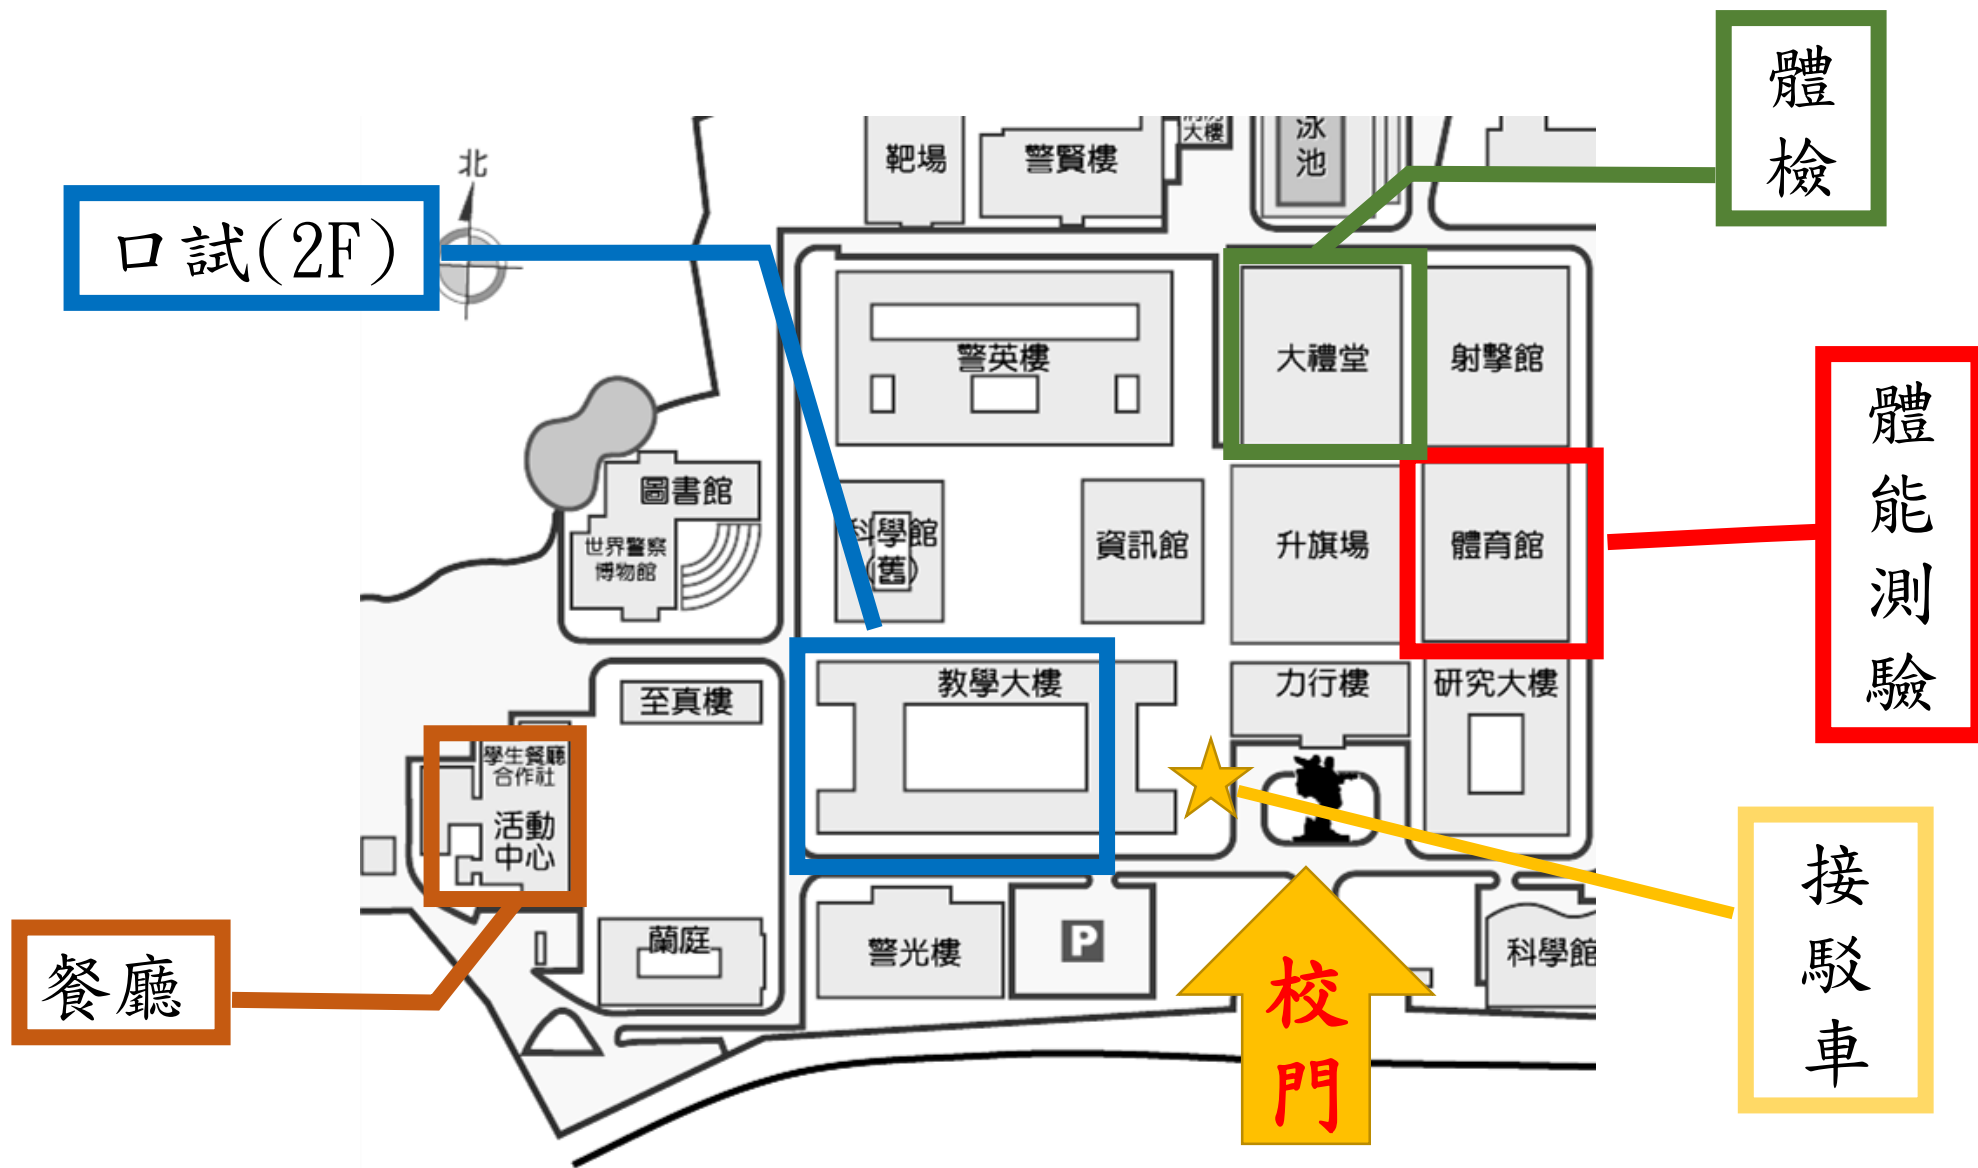 體檢
北
泳池
大樓
靶場
警賢樓
口試(2F)
警英樓
大禮堂
射擊館
體能測驗
圖書館
世界警察
博物館
科學館
(舊)
資訊館
升旗場
體育館
至真樓
教學大樓
力行樓
研究大樓
學生餐廳
合作社
活動
中心
接駁車
餐廳
蘭庭
警光樓
P
校門
科學館